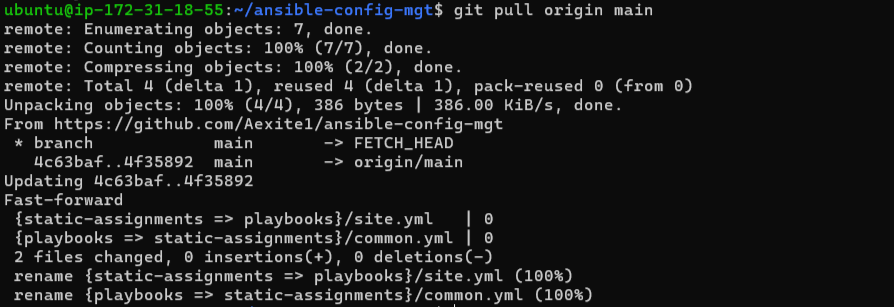 ubuntu@ip-172-31-18-55:~/ansible-config-mgt$ git pull origin main
remote: Enumerating objects: 7, done.
remote: Counting objects: 100% (7/7), done.
remote: Compressing objects: 100% (2/2), done.
remote: Total 4 (delta 1), reused 4 (delta 1), pack-reused 0 (from 0)
Unpacking objects: 100% (4/4), 386 bytes | 386.00 KiB/s, done.
From https://github.com/Aexite1/ansible-config-mgt
 * branch            main       -> FETCH_HEAD
   4c63baf..4f35892  main       -> origin/main
Updating 4c63baf..4f35892
Fast-forward
 {static-assignments => playbooks}/site.yml   | 0
 {playbooks => static-assignments}/common.yml | 0
 2 files changed, 0 insertions(+), 0 deletions(-)
 rename {static-assignments => playbooks}/site.yml (100%)
 rename {playbooks => static-assignments}/common.yml (100%)